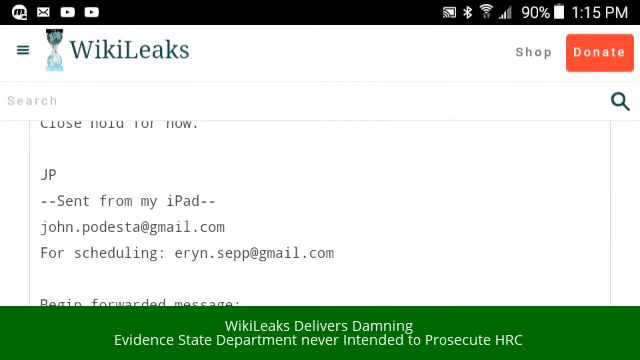 90% 1:15 PM
WikiLeaks
Shop Donate
Search
Close hold for now.
JP
--Sent from my iPad--
john.podesta@gmail.com
For scheduling: eryn.sepp@gmail.com
Begin forwarded message:
WikiLeaks Delivers Damning
Evidence State Department never Intended to Prosecute HRC